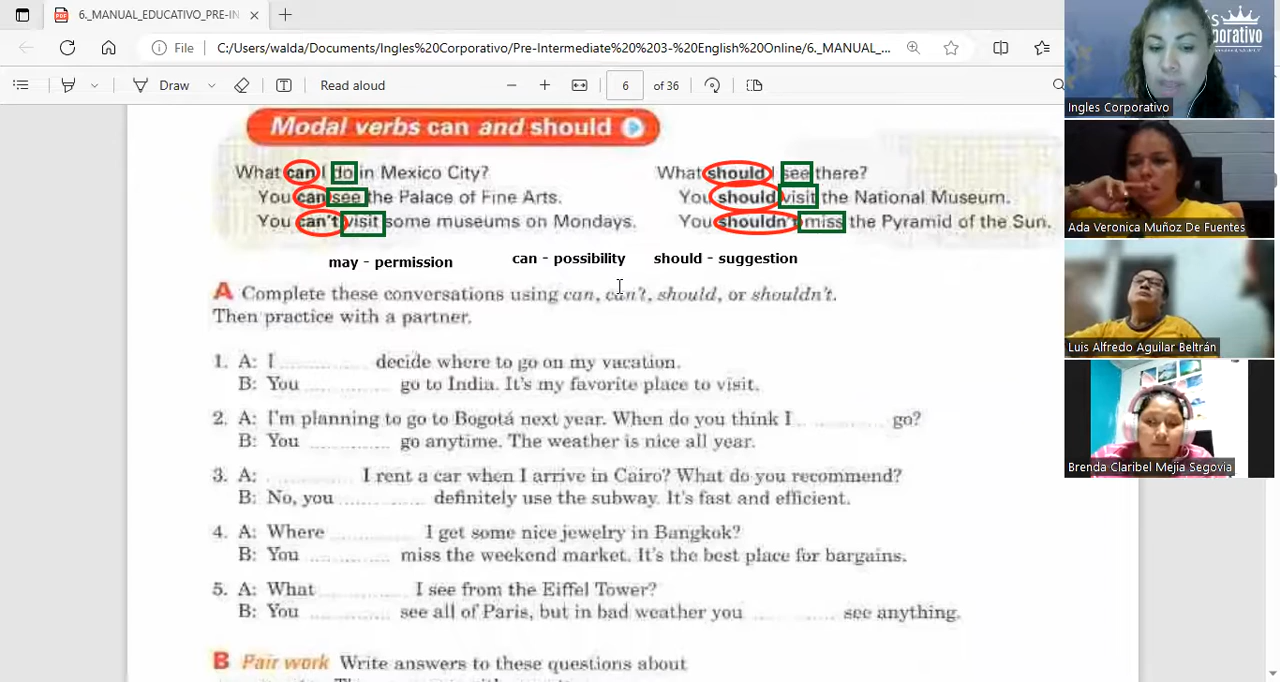 6._MANUAL_EDUCATIVO_PRE-IN
File C:/Users/walda/Documents/Ingles%20Corporativo/Pre-Intermediate%20%203-%20English%20Online/6._MANUAL_...
Draw Read aloud 6 of 36
Modal verbs can and should
What can I do in Mexico City?
You can see the Palace of Fine Arts.
You can't visit some museums on Mondays.
What should I see there?
You should visit the National Museum.
You shouldn't miss the Pyramid of the Sun.
may - permission can - possibility should - suggestion
A Complete these conversations using can, can't, should, or shouldn't.
Then practice with a partner.
1. A: I ............ decide where to go on my vacation.
B: You ............ go to India. It's my favorite place to visit.
2. A: I'm planning to go to Bogotá next year. When do you think I ............ go?
B: You ............ go anytime. The weather is nice all year.
3. A: ............ I rent a car when I arrive in Cairo? What do you recommend?
B: No, you ............ definitely use the subway. It's fast and efficient.
4. A: Where ............ I get some nice jewelry in Bangkok?
B: You ............ miss the weekend market. It's the best place for bargains.
5. A: What ............ I see from the Eiffel Tower?
B: You ............ see all of Paris, but in bad weather you ............ see anything.
B Pair work Write answers to these questions about
Ingles Corporativo
Ada Veronica Muñoz De Fuentes
Luis Alfredo Aguilar Beltrán
Brenda Claribel Mejia Segovia